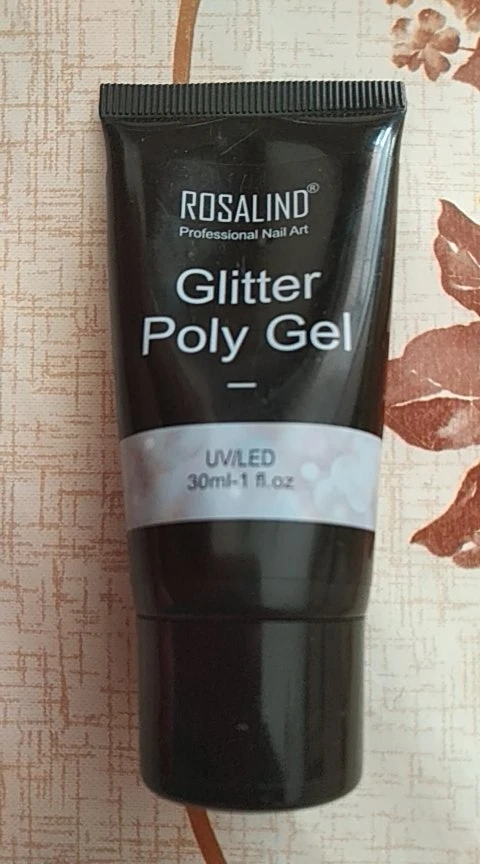 ROSALIND®
Professional Nail Art
Glitter
Poly Gel
UV/LED
30ml-1 fl.oz